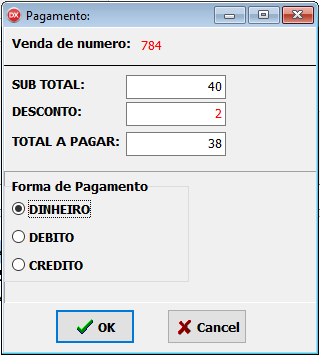 DX Pagamento:
Venda de numero: 784
SUB TOTAL: 40
DESCONTO: 2
TOTAL A PAGAR: 38
Forma de Pagamento
DINHEIRO
DEBITO
CREDITO
OK Cancel